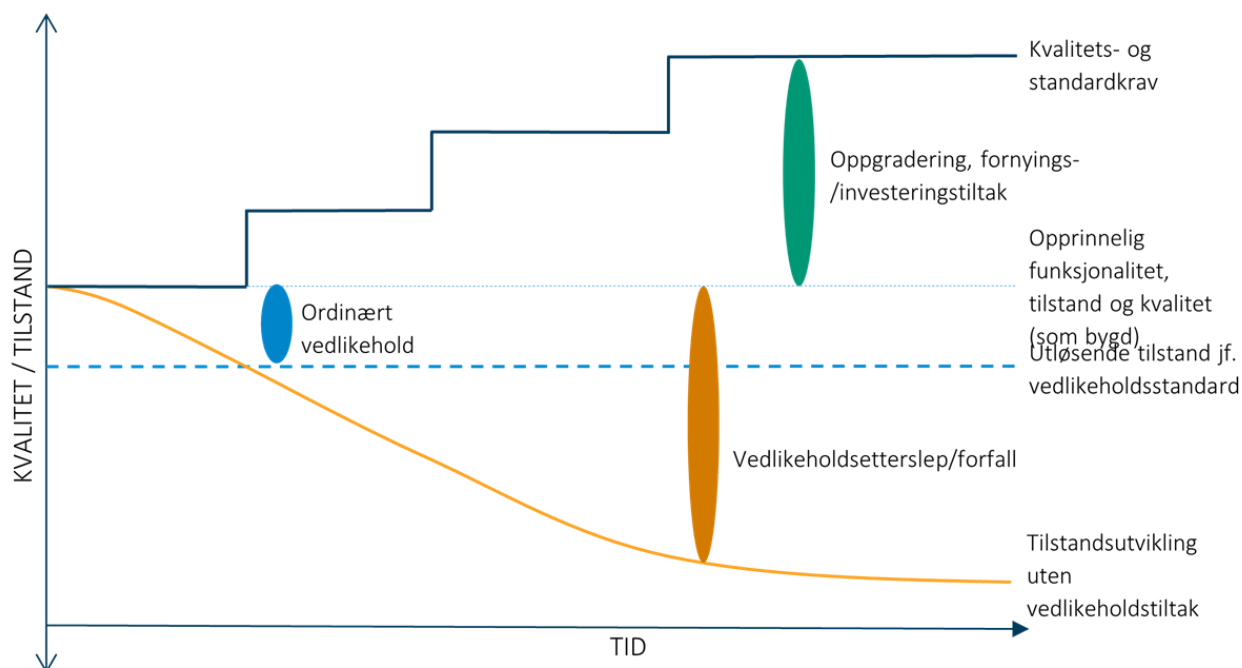 Kvalitets- og
standardkrav
Oppgradering, fornyings-
/investeringstiltak
Opprinnelig
funksjonalitet,
tilstand og kvalitet
(som bygd)
Utløsende tilstand jf.
vedlikeholdsstandard
Ordinært
vedlikehold
KVALITET / TILSTAND
Vedlikeholdsetterslep/forfall
Tilstandsutvikling
uten
vedlikeholdstiltak
TID